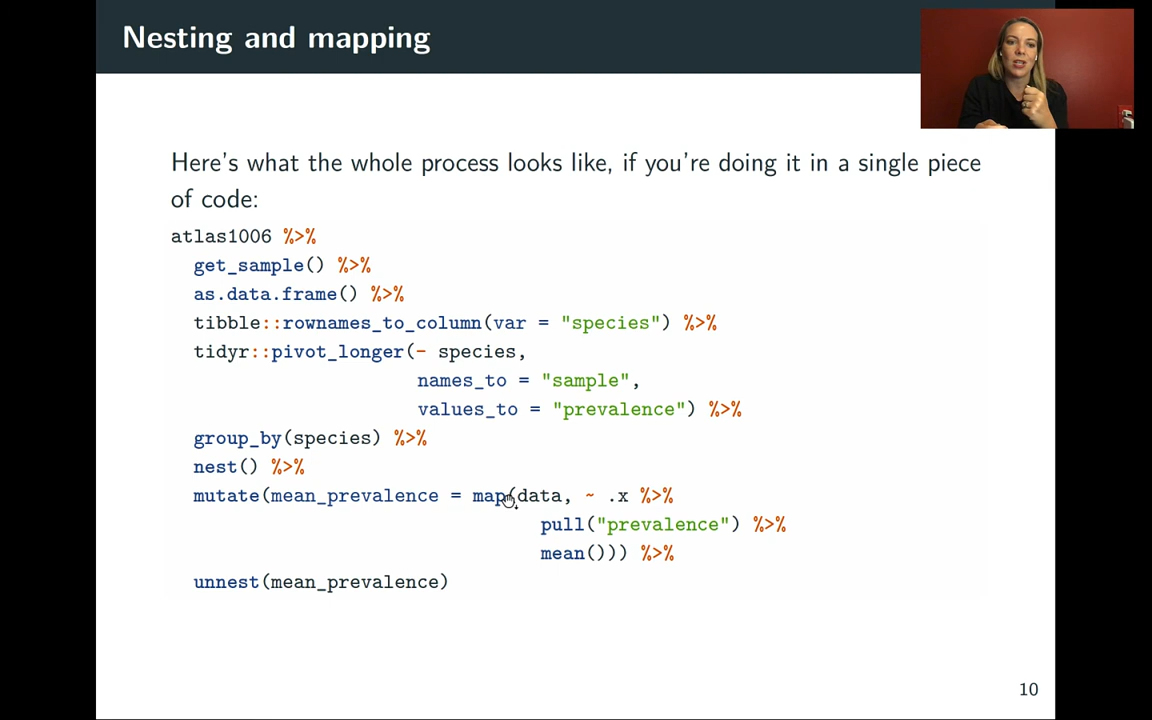 Nesting and mapping
Here's what the whole process looks like, if you're doing it in a single piece
of code:
atlas1006 %>%
get_sample() %>%
as.data.frame() %>%
tibble::rownames_to_column(var = "species") %>%
tidyr::pivot_longer(- species,
names_to = "sample",
values_to = "prevalence") %>%
group_by(species) %>%
nest() %>%
mutate(mean_prevalence = map(data, ~ .x %>%
pull("prevalence") %>%
mean())) %>%
unnest(mean_prevalence)
10